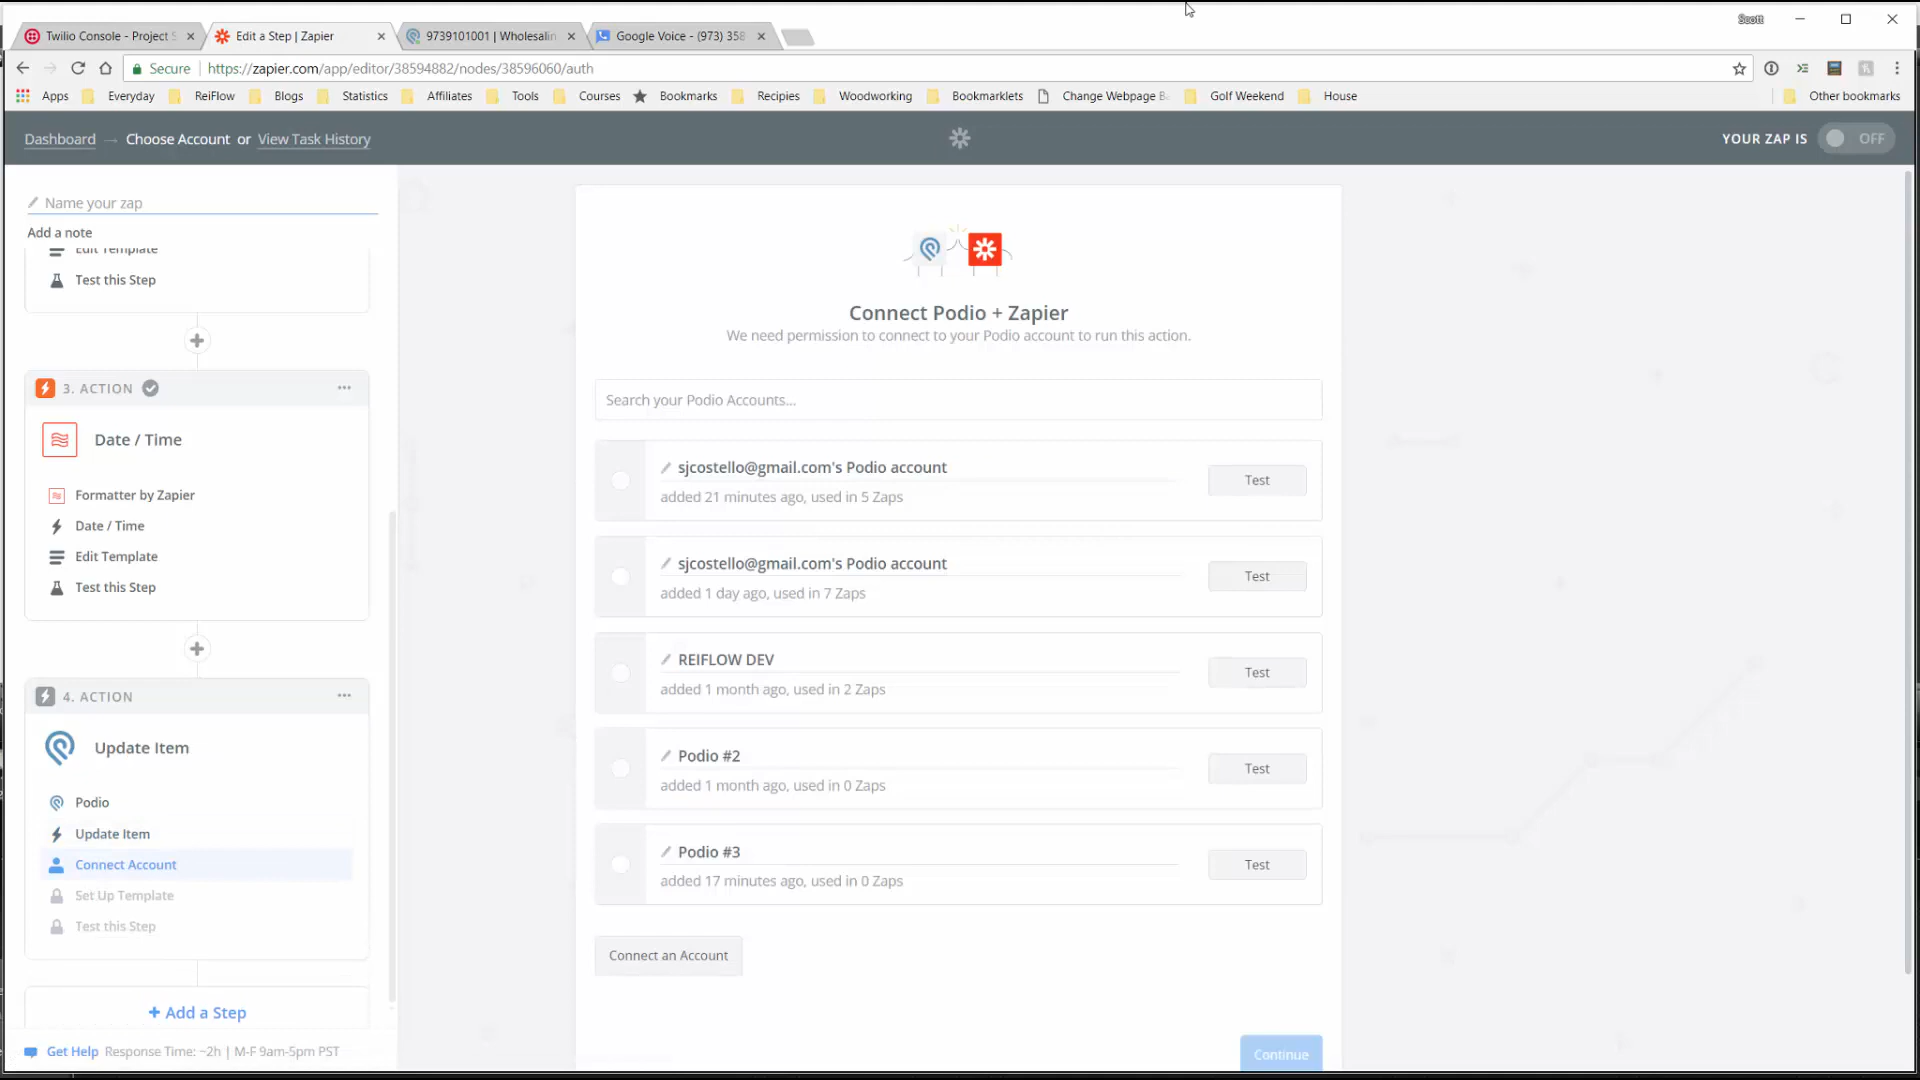 Scott
Twilio Console - Project S
Edit a Step | Zapier
9739101001 | Wholesalin
Google Voice - (973) 358
Secure https://zapier.com/app/editor/38594882/nodes/38596060/auth
Apps Everyday ReiFlow Blogs Statistics Affiliates Tools Courses Bookmarks Recipies Woodworking Bookmarklets Change Webpage Ba Golf Weekend House Other bookmarks
Dashboard → Choose Account or View Task History
YOUR ZAP IS OFF
Name your zap
Add a note
Edit Template
Test this Step
3. ACTION
Date / Time
Formatter by Zapier
Date / Time
Edit Template
Test this Step
4. ACTION
Update Item
Podio
Update Item
Connect Account
Set Up Template
Test this Step
+ Add a Step
Get Help Response Time: ~2h | M-F 9am-5pm PST
Connect Podio + Zapier
We need permission to connect to your Podio account to run this action.
Search your Podio Accounts...
sjcostello@gmail.com's Podio account
added 21 minutes ago, used in 5 Zaps
Test
sjcostello@gmail.com's Podio account
added 1 day ago, used in 7 Zaps
Test
REIFLOW DEV
added 1 month ago, used in 2 Zaps
Test
Podio #2
added 1 month ago, used in 0 Zaps
Test
Podio #3
added 17 minutes ago, used in 0 Zaps
Test
Connect an Account
Continue